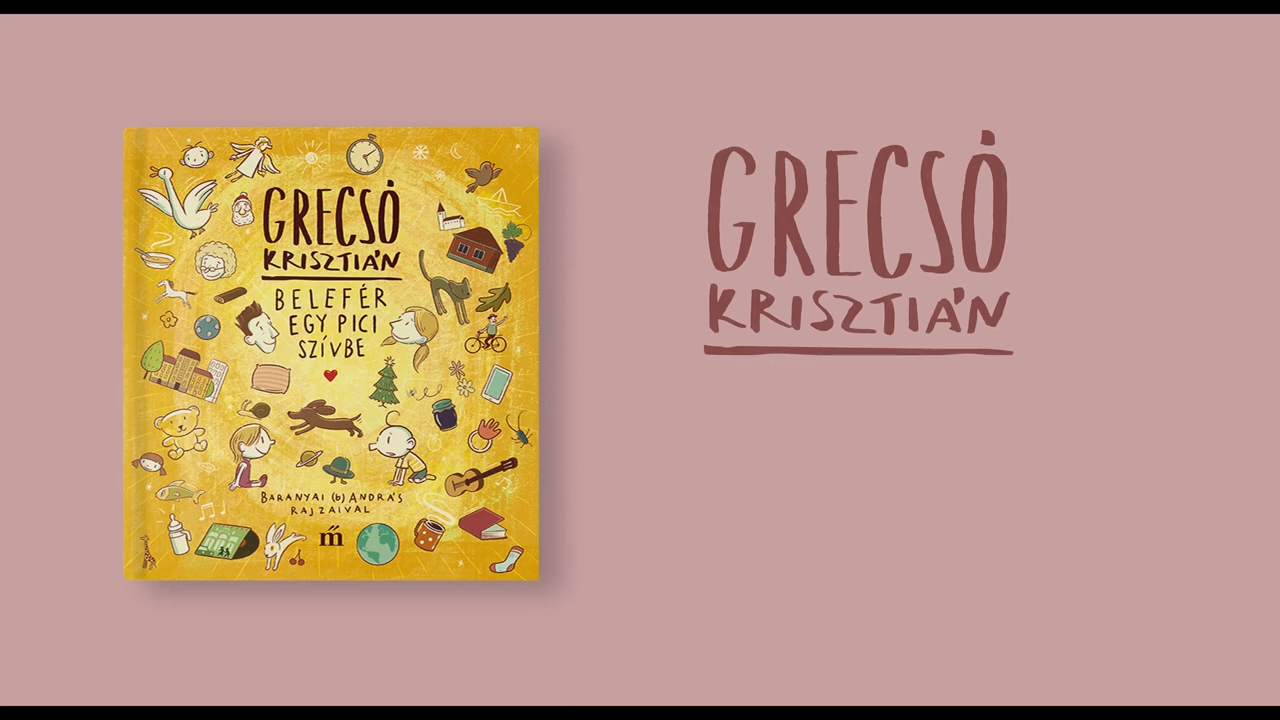 GRECSÓ
KRISZTIÁN
BELEFÉR
EGY PICI
SZÍVBE
BARANYAI (b) ANDRÁS
RAJZAIVAL
ḿ
GRECSÓ
KRISZTIÁN